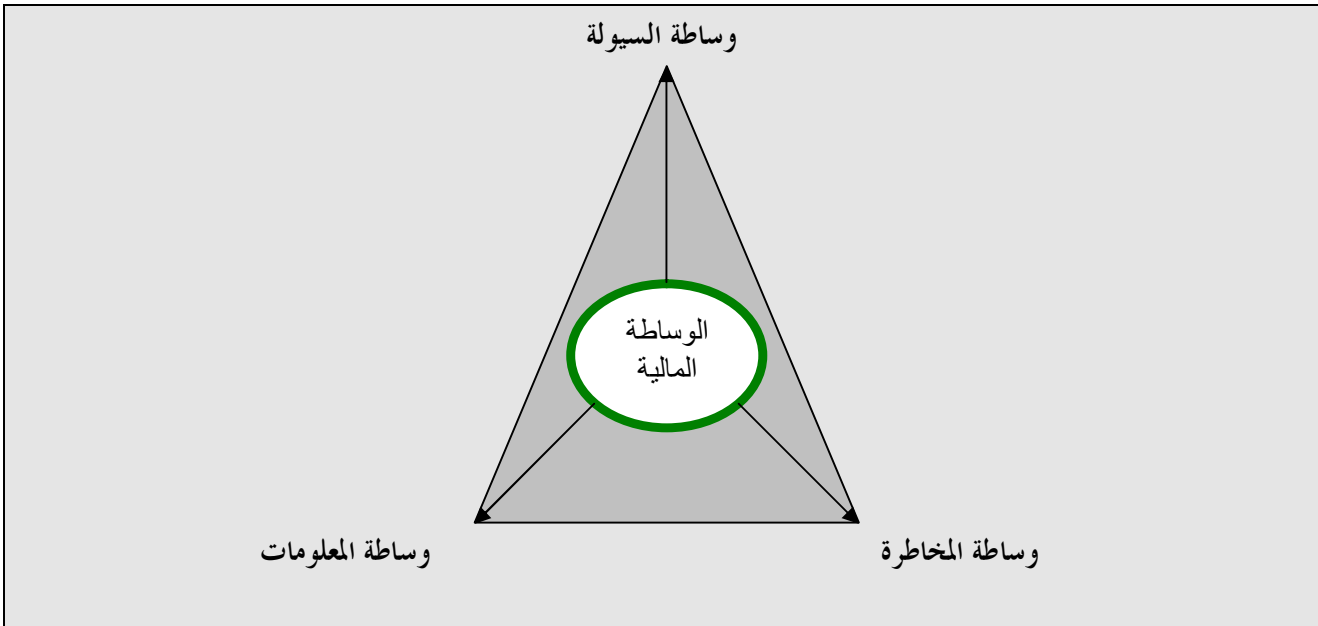 وساطة السيولة
الوساطة
المالية
وساطة المخاطرة
وساطة المعلومات